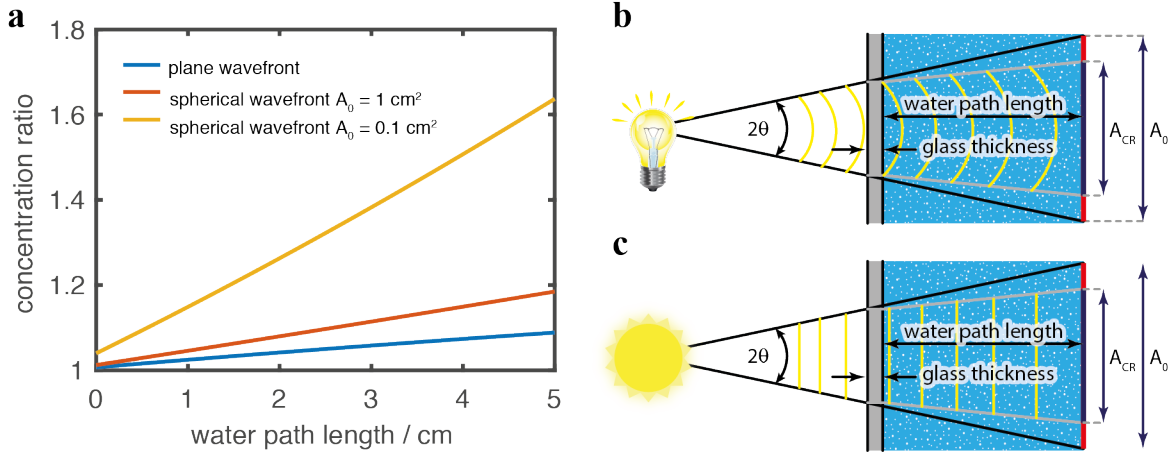 a
1.8
1.6
1.4
1.2
1
0
1
2
3
4
5
concentration ratio
water path length / cm
plane wavefront
spherical wavefront A₀ = 1 cm²
spherical wavefront A₀ = 0.1 cm²
b
2θ
water path length
glass thickness
A_CR
A₀
c
2θ
water path length
glass thickness
A_CR
A₀